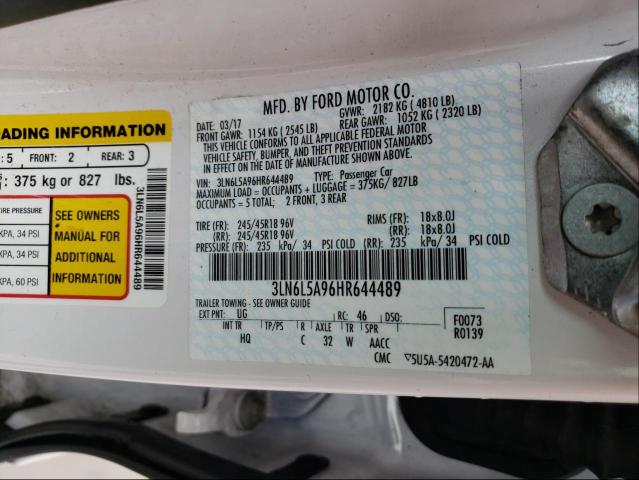 LOADING INFORMATION
: 5 FRONT: 2 REAR: 3
: 375 kg or 827 lbs.
TIRE PRESSURE
KPA, 34 PSI
KPA, 34 PSI
KPA, 60 PSI
SEE OWNERS
MANUAL FOR
ADDITIONAL
INFORMATION
3LN6L5A96HR644489
MFD. BY FORD MOTOR CO.
DATE: 03/17 GVWR: 2182 KG ( 4810 LB)
FRONT GAWR: 1154 KG ( 2545 LB) REAR GAWR: 1052 KG ( 2320 LB)
THIS VEHICLE CONFORMS TO ALL APPLICABLE FEDERAL MOTOR
VEHICLE SAFETY, BUMPER, AND THEFT PREVENTION STANDARDS
IN EFFECT ON THE DATE OF MANUFACTURE SHOWN ABOVE.
VIN: 3LN6L5A96HR644489 TYPE: Passenger Car
MAXIMUM LOAD = OCCUPANTS + LUGGAGE = 375KG/ 827LB
OCCUPANTS = 5 TOTAL: 2 FRONT, 3 REAR
TIRE (FR): 245/45R18 96V RIMS (FR): 18x8.0J
(RR): 245/45R18 96V (RR): 18x8.0J
PRESSURE (FR): 235 kPa/ 34 PSI COLD (RR): 235 kPa/ 34 PSI COLD
3LN6L5A96HR644489
TRAILER TOWING - SEE OWNER GUIDE
EXT PNT: UG RC: 46 DSO:
INT TR TP/PS R AXLE TR SPR
HQ C 32 W AACC
F0073
R0139
CMC 5U5A-5420472-AA